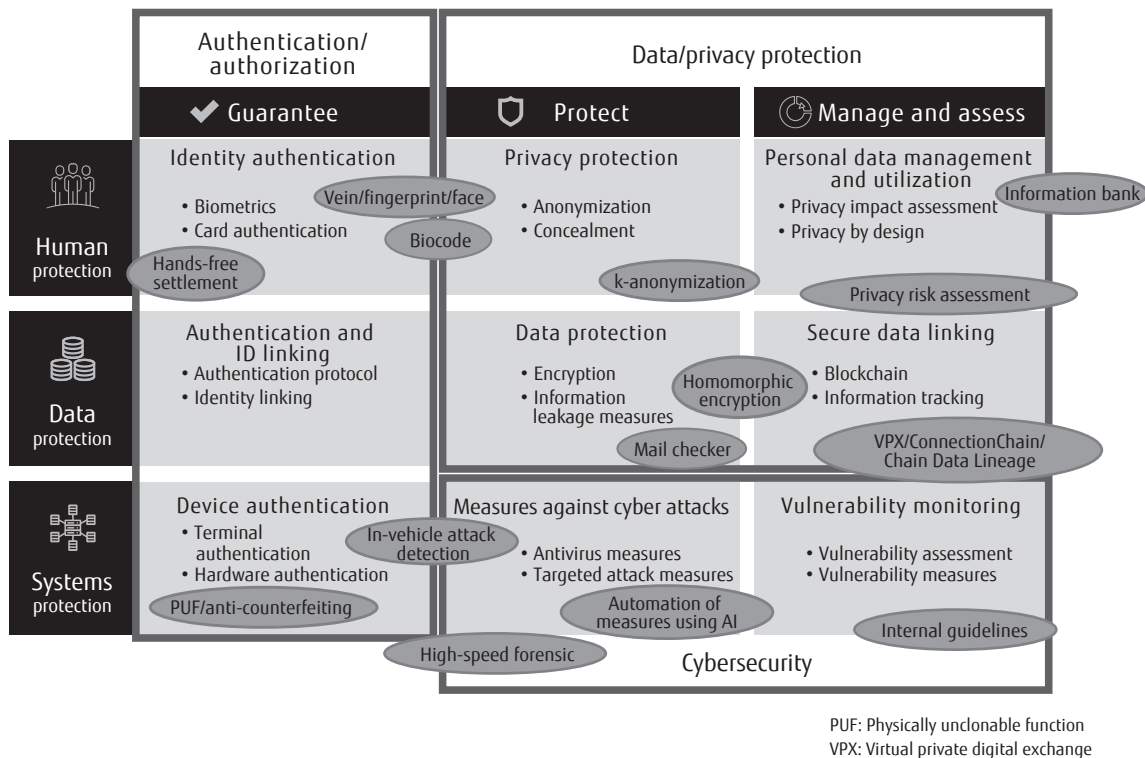 Authentication/
authorization
Data/privacy protection
Guarantee
Protect
Manage and assess
Human
protection
Identity authentication
• Biometrics
• Card authentication
Vein/fingerprint/face
Biocode
Hands-free
settlement
Privacy protection
• Anonymization
• Concealment
k-anonymization
Personal data management
and utilization
• Privacy impact assessment
• Privacy by design
Information bank
Privacy risk assessment
Data
protection
Authentication and
ID linking
• Authentication protocol
• Identity linking
Data protection
• Encryption
• Information
leakage measures
Homomorphic
encryption
Mail checker
Secure data linking
• Blockchain
• Information tracking
VPX/ConnectionChain/
Chain Data Lineage
Systems
protection
Device authentication
• Terminal
authentication
• Hardware authentication
In-vehicle attack
detection
PUF/anti-counterfeiting
Measures against cyber attacks
• Antivirus measures
• Targeted attack measures
Automation of
measures using AI
High-speed forensic
Vulnerability monitoring
• Vulnerability assessment
• Vulnerability measures
Internal guidelines
Cybersecurity
PUF: Physically unclonable function
VPX: Virtual private digital exchange